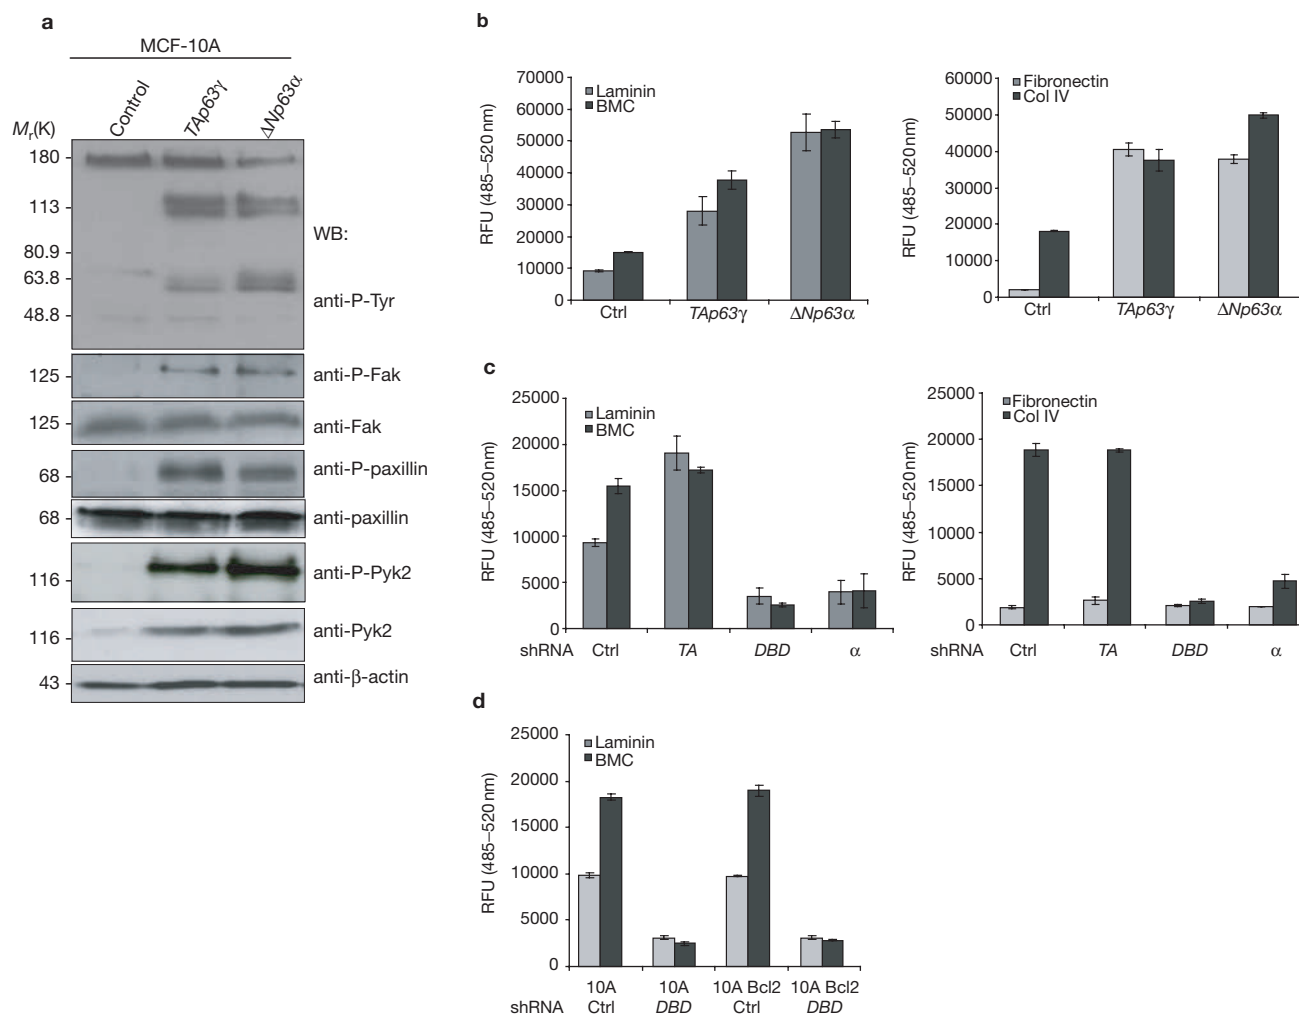 a
MCF-10A
Control
TAp63γ
ΔNp63α
Mr(K)
180
113
80.9
63.8
48.8
WB:
anti-P-Tyr
125
anti-P-Fak
125
anti-Fak
68
anti-P-paxillin
68
anti-paxillin
116
anti-P-Pyk2
116
anti-Pyk2
43
anti-β-actin
b
RFU (485–520 nm)
70000
60000
50000
40000
30000
20000
10000
0
Laminin
BMC
Ctrl TAp63γ ΔNp63α
RFU (485–520 nm)
60000
50000
40000
30000
20000
10000
0
Fibronectin
Col IV
Ctrl TAp63γ ΔNp63α
c
RFU (485–520 nm)
25000
20000
15000
10000
5000
0
Laminin
BMC
shRNA Ctrl TA DBD α
RFU (485–520 nm)
25000
20000
15000
10000
5000
0
Fibronectin
Col IV
shRNA Ctrl TA DBD α
d
RFU (485–520 nm)
25000
20000
15000
10000
5000
0
Laminin
BMC
10A 10A 10A Bcl2 10A Bcl2
shRNA Ctrl DBD Ctrl DBD